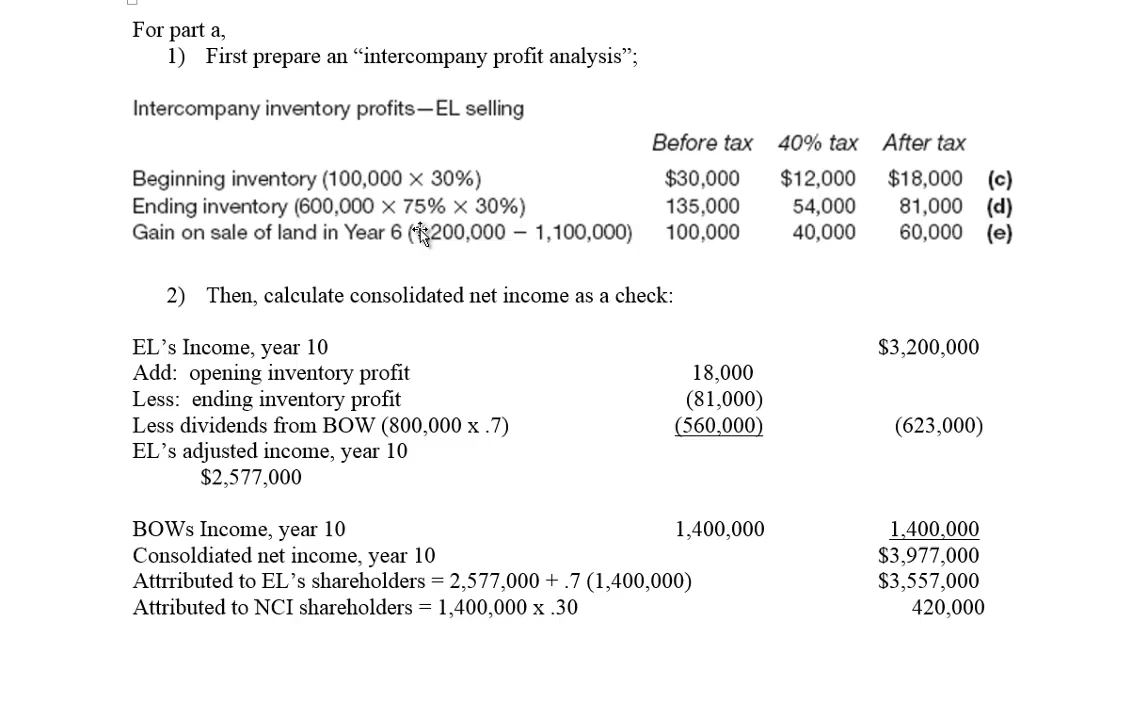 For part a,
1) First prepare an “intercompany profit analysis”;
Intercompany inventory profits—EL selling
Before tax 40% tax After tax
Beginning inventory (100,000 × 30%) $30,000 $12,000 $18,000 (c)
Ending inventory (600,000 × 75% × 30%) 135,000 54,000 81,000 (d)
Gain on sale of land in Year 6 ( 200,000 − 1,100,000) 100,000 40,000 60,000 (e)
2) Then, calculate consolidated net income as a check:
EL’s Income, year 10 $3,200,000
Add: opening inventory profit 18,000
Less: ending inventory profit (81,000)
Less dividends from BOW (800,000 x .7) (560,000) (623,000)
EL’s adjusted income, year 10
$2,577,000
BOWs Income, year 10 1,400,000 1,400,000
Consoldiated net income, year 10 $3,977,000
Attrributed to EL’s shareholders = 2,577,000 + .7 (1,400,000) $3,557,000
Attributed to NCI shareholders = 1,400,000 x .30 420,000